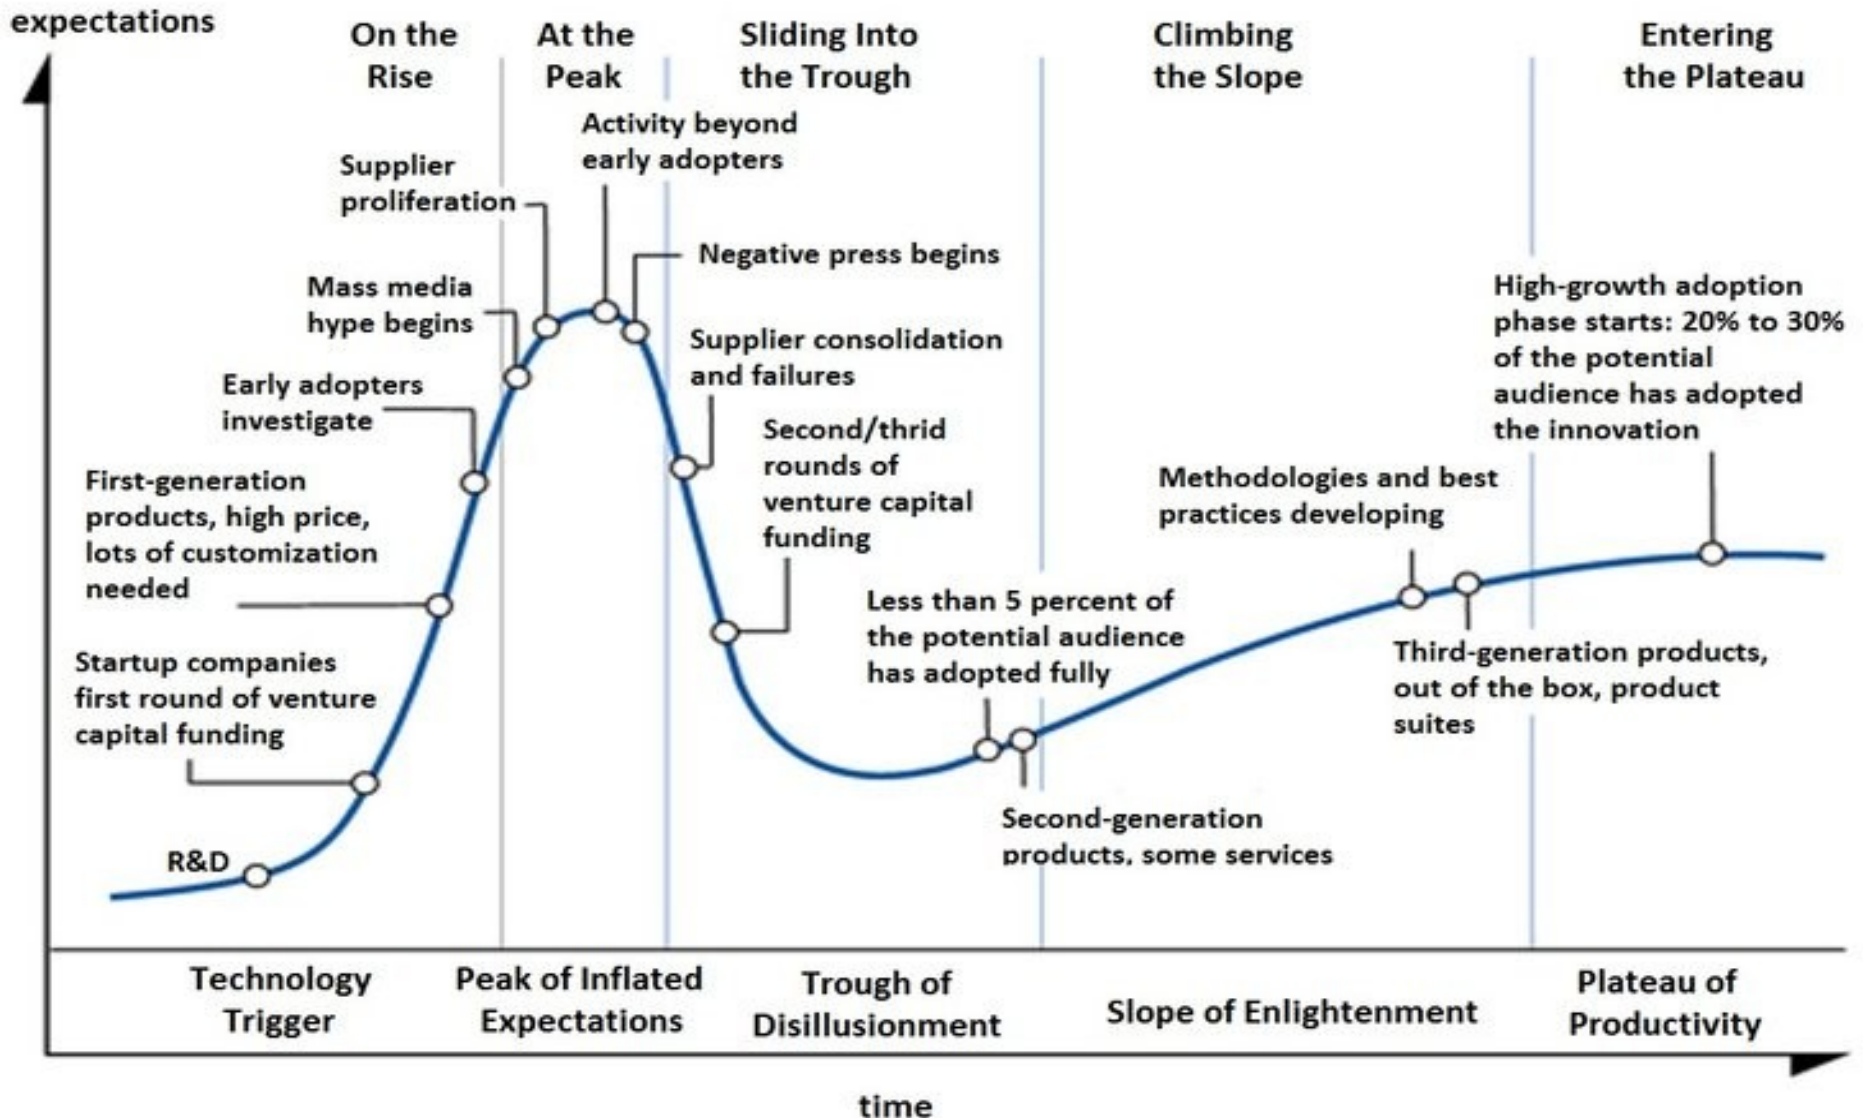 expectations
On the
Rise
At the
Peak
Sliding Into
the Trough
Climbing
the Slope
Entering
the Plateau
Activity beyond
early adopters
Supplier
proliferation
Negative press begins
Mass media
hype begins
High-growth adoption
phase starts: 20% to 30%
of the potential
audience has adopted
the innovation
Supplier consolidation
and failures
Early adopters
investigate
Second/thrid
rounds of
venture capital
funding
First-generation
products, high price,
lots of customization
needed
Methodologies and best
practices developing
Less than 5 percent of
the potential audience
has adopted fully
Startup companies
first round of venture
capital funding
Third-generation products,
out of the box, product
suites
Second-generation
products, some services
R&D
Technology
Trigger
Peak of Inflated
Expectations
Trough of
Disillusionment
Slope of Enlightenment
Plateau of
Productivity
time